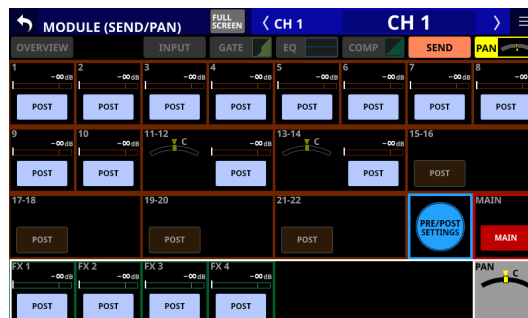 MODULE (SEND/PAN) FULL SCREEN CH 1 CH 1
OVERVIEW INPUT GATE EQ COMP SEND PAN
1 2 3 4 5 6 7 8
-∞dB -∞dB -∞dB -∞dB -∞dB -∞dB -∞dB -∞
POST POST POST POST POST POST POST POS
9 10 11-12 13-14 15-16
-∞dB -∞dB C -∞dB C -∞dB
POST POST POST POST POST
17-18 19-20 21-22 MAIN
PRE/POST
SETTINGS
POST POST POST MAIN
FX 1 FX 2 FX 3 FX 4 PAN
-∞dB -∞dB -∞dB -∞dB C
POST POST POST POST